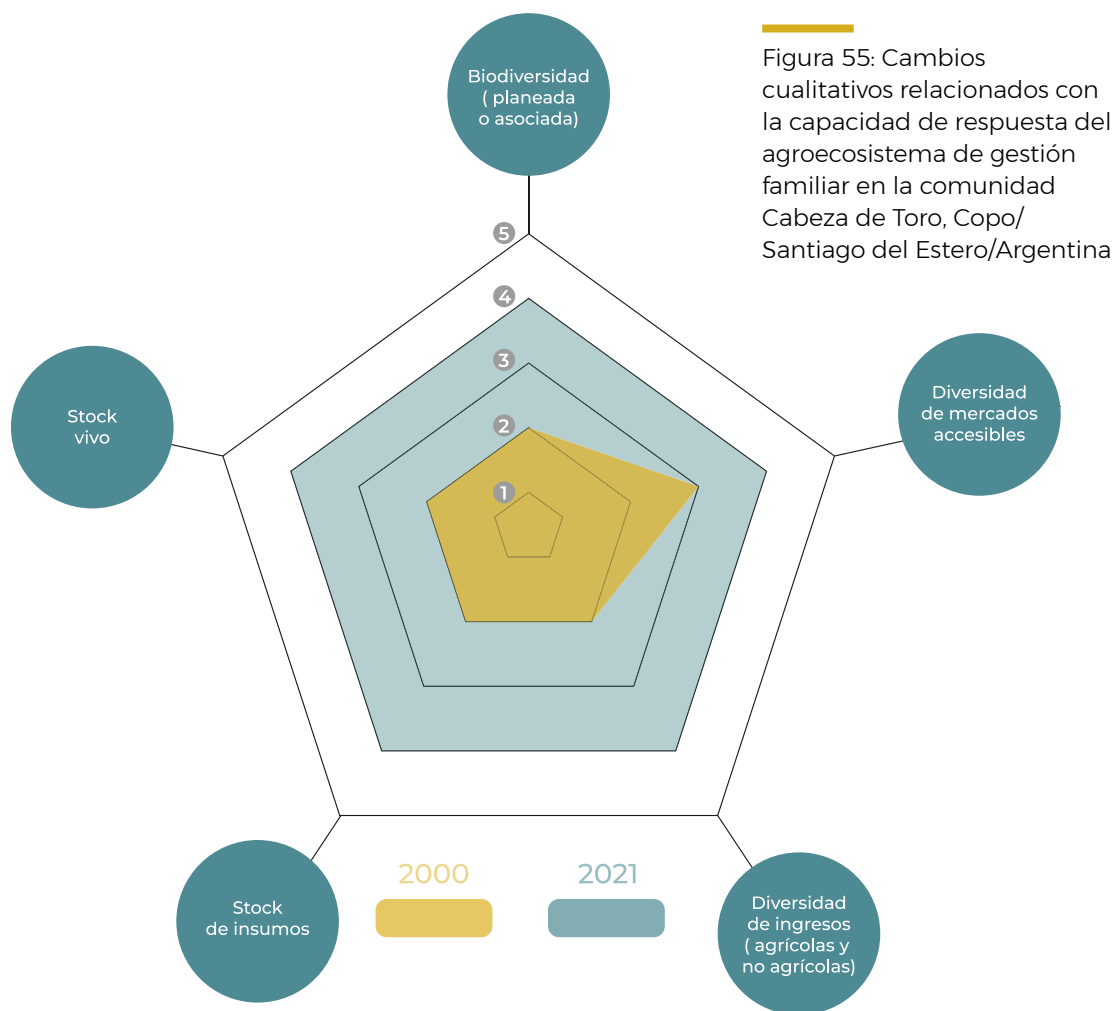 Figura 55: Cambios
cualitativos relacionados con
la capacidad de respuesta del
agroecosistema de gestión
familiar en la comunidad
Cabeza de Toro, Copo/
Santiago del Estero/Argentina
Biodiversidad
( planeada
o asociada)
5
4
3
2
1
Stock
vivo
Diversidad
de mercados
accesibles
Stock
de insumos
2000
2021
Diversidad
de ingresos
( agrícolas y
no agrícolas)